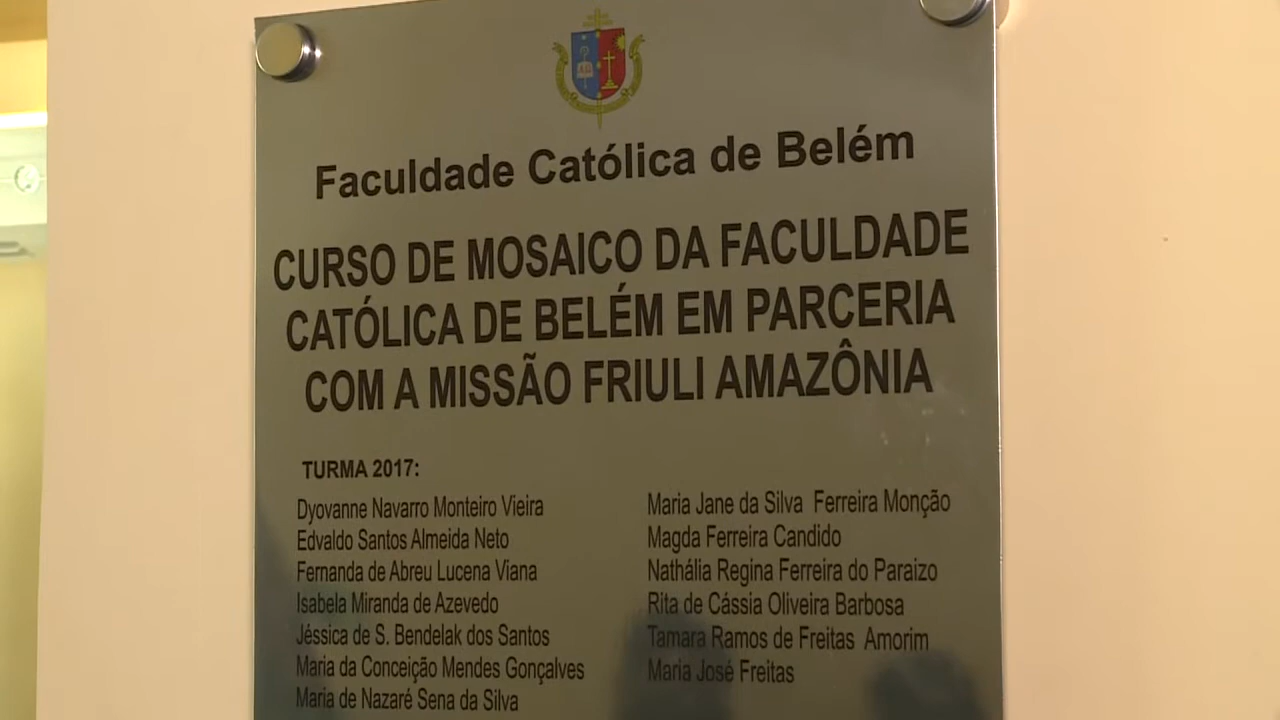 Faculdade Católica de Belém
CURSO DE MOSAICO DA FACULDADE
CATÓLICA DE BELÉM EM PARCERIA
COM A MISSÃO FRIULI AMAZÔNIA
TURMA 2017:
Dyovanne Navarro Monteiro Vieira
Edvaldo Santos Almeida Neto
Fernanda de Abreu Lucena Viana
Isabela Miranda de Azevedo
Jéssica de S. Bendelak dos Santos
Maria da Conceição Mendes Gonçalves
Maria de Nazaré Sena da Silva
Maria Jane da Silva Ferreira Monção
Magda Ferreira Candido
Nathália Regina Ferreira do Paraizo
Rita de Cássia Oliveira Barbosa
Tamara Ramos de Freitas Amorim
Maria José Freitas